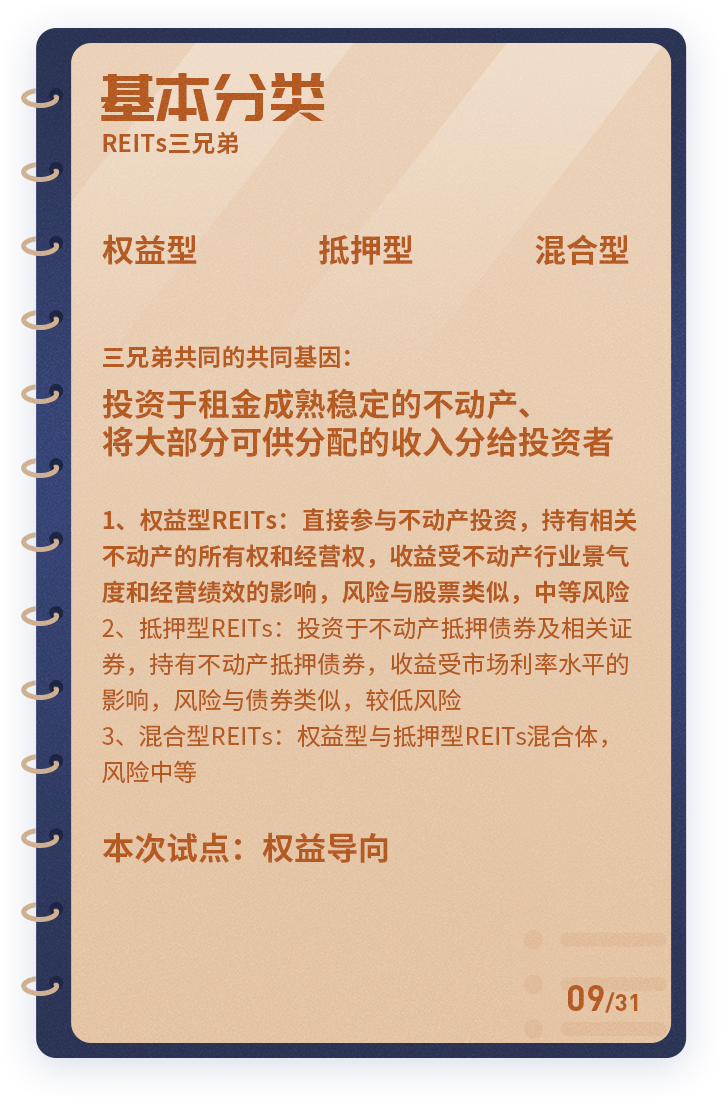 基本分类
REITs三兄弟
权益型 抵押型 混合型
三兄弟共同的共同基因：
投资于租金成熟稳定的不动产、
将大部分可供分配的收入分给投资者
1、权益型REITs：直接参与不动产投资，持有相关
不动产的所有权和经营权，收益受不动产行业景气
度和经营绩效的影响，风险与股票类似，中等风险
2、抵押型REITs：投资于不动产抵押债券及相关证
券，持有不动产抵押债券，收益受市场利率水平的
影响，风险与债券类似，较低风险
3、混合型REITs：权益型与抵押型REITs混合体，
风险中等
本次试点：权益导向
09/31